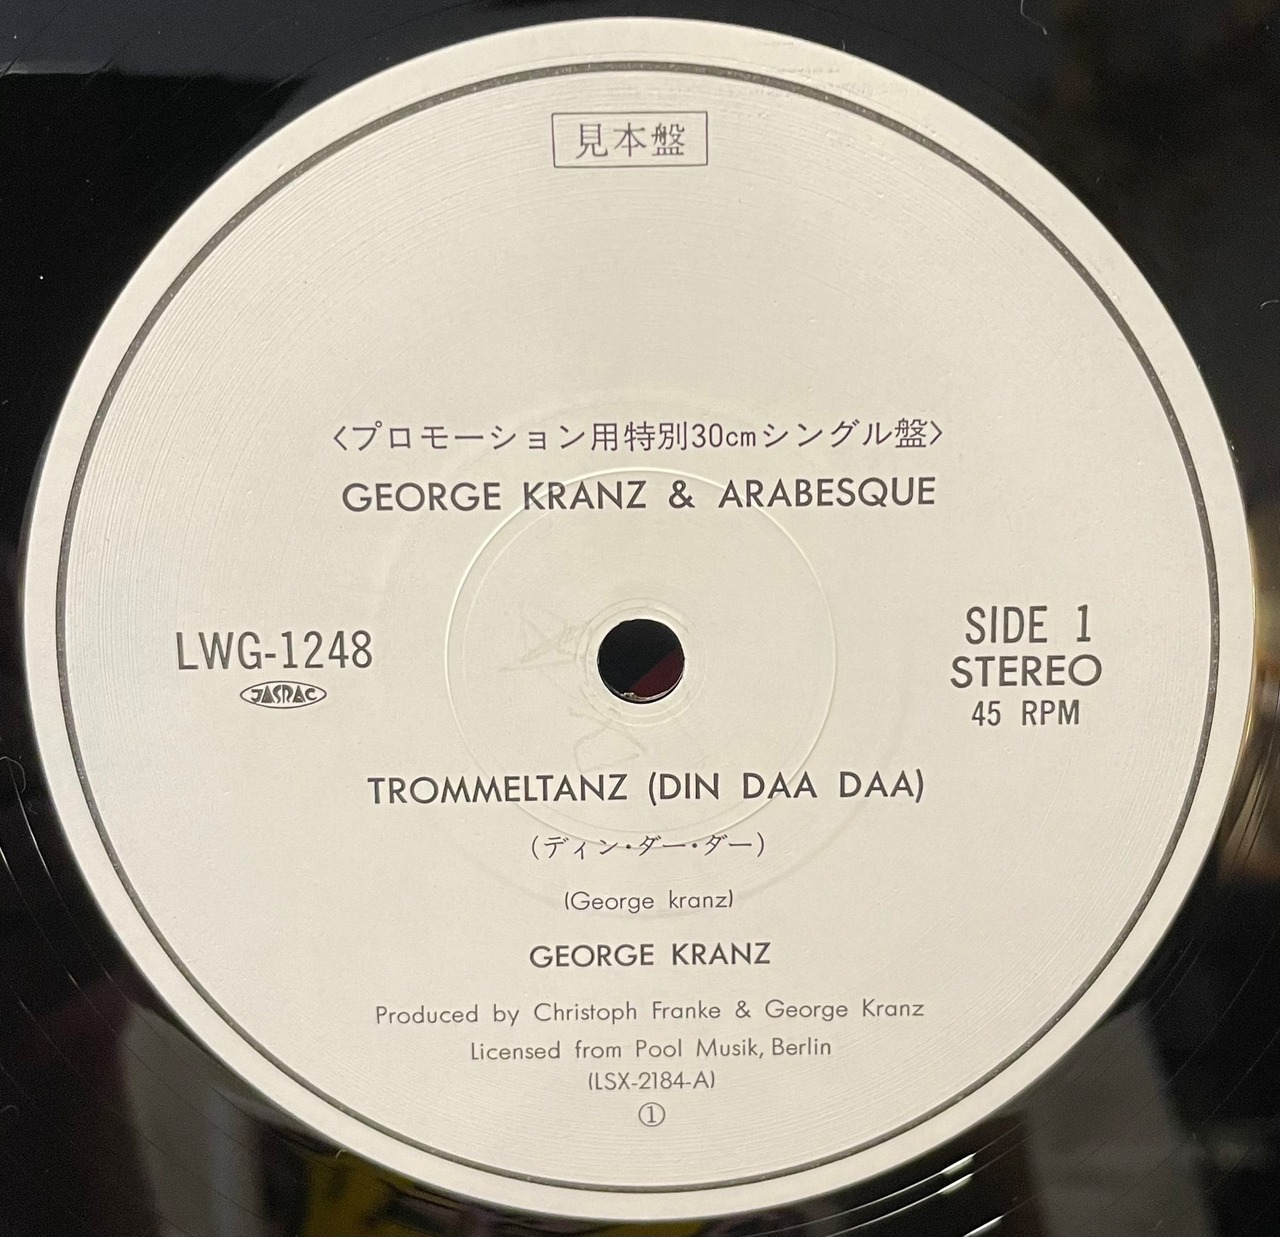 見本盤
〈プロモーション用特別30cmシングル盤〉
GEORGE KRANZ & ARABESQUE
LWG-1248
JASRAC
SIDE 1
STEREO
45 RPM
TROMMELTANZ (DIN DAA DAA)
(ディン・ダー・ダー)
(George kranz)
GEORGE KRANZ
Produced by Christoph Franke & George Kranz
Licensed from Pool Musik, Berlin
(LSX-2184-A)
①